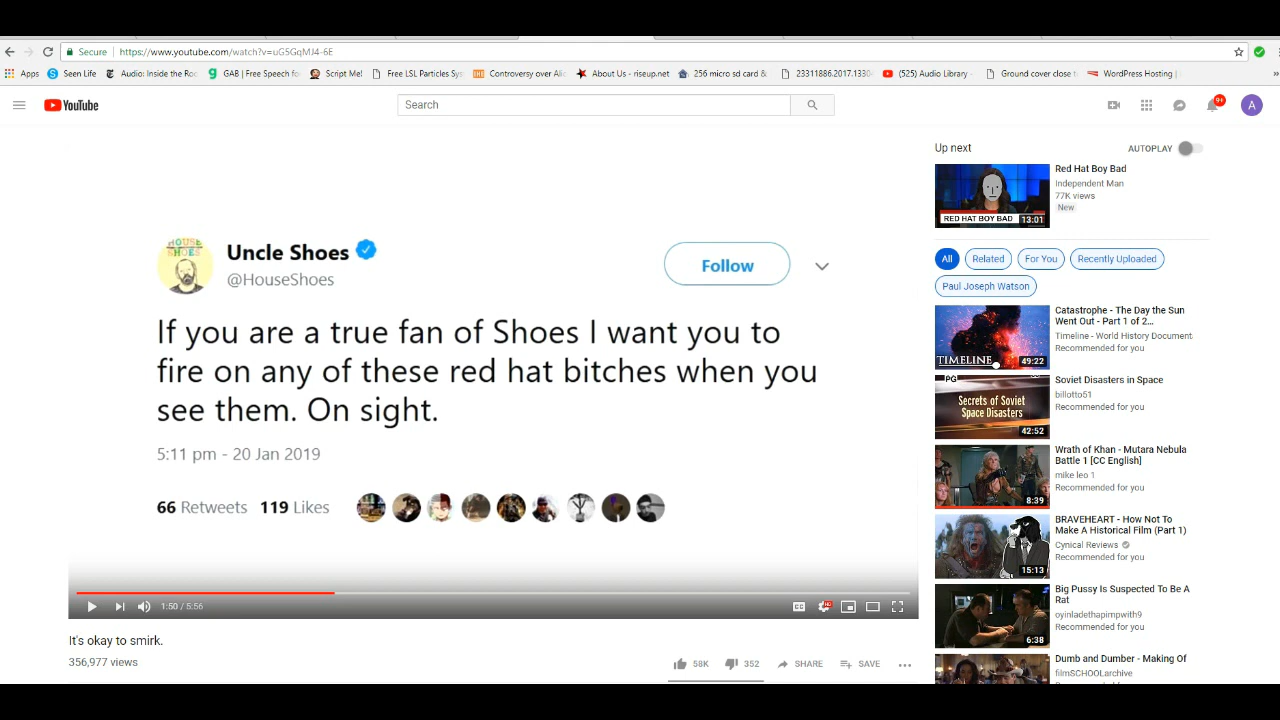 Secure
https://www.youtube.com/watch?v=uG5GqMJ4-6E
Apps
Seen Life
Audio: Inside the Roc
GAB | Free Speech fo
Script Me!
Free LSL Particles Sys
Controversy over Alic
About Us - riseup.net
256 micro sd card &
23311886.2017.1330
(525) Audio Library -
Ground cover close t
WordPress Hosting |
YouTube
Search
9+
A
Uncle Shoes
@HouseShoes
Follow
If you are a true fan of Shoes I want you to
fire on any of these red hat bitches when you
see them. On sight.
5:11 pm - 20 Jan 2019
66 Retweets 119 Likes
1:50 / 5:56
CC
HD
It's okay to smirk.
356,977 views
58K
352
SHARE
SAVE
Up next
AUTOPLAY
RED HAT BOY BAD
13:01
Red Hat Boy Bad
Independent Man
77K views
New
All
Related
For You
Recently Uploaded
Paul Joseph Watson
TIMELINE
49:22
Catastrophe - The Day the Sun
Went Out - Part 1 of 2...
Timeline - World History Document
Recommended for you
PG
Secrets of Soviet
Space Disasters
42:52
Soviet Disasters in Space
billotto51
Recommended for you
8:39
Wrath of Khan - Mutara Nebula
Battle 1 [CC English]
mike leo 1
Recommended for you
15:13
BRAVEHEART - How Not To
Make A Historical Film (Part 1)
Cynical Reviews
Recommended for you
6:38
Big Pussy Is Suspected To Be A
Rat
oyinladethapimpwith9
Recommended for you
Dumb and Dumber - Making Of
filmSCHOOLarchive